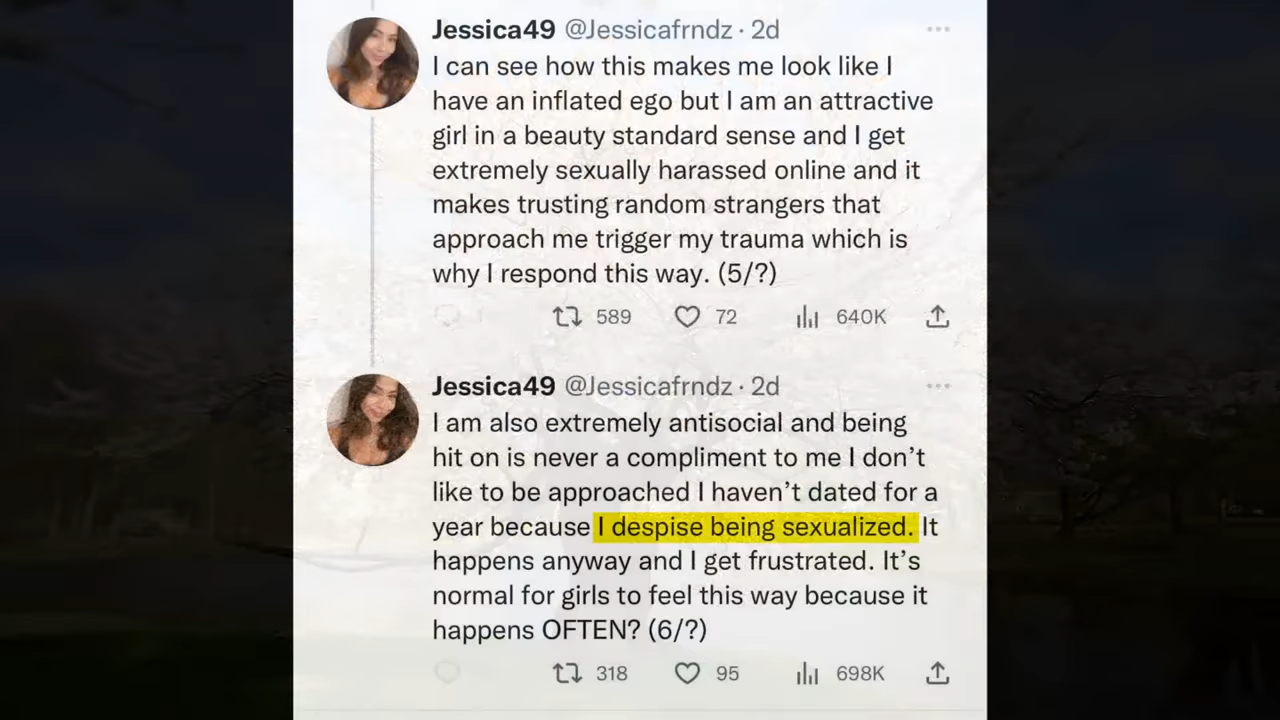 Jessica49 @Jessicafrndz · 2d
I can see how this makes me look like I
have an inflated ego but I am an attractive
girl in a beauty standard sense and I get
extremely sexually harassed online and it
makes trusting random strangers that
approach me trigger my trauma which is
why I respond this way. (5/?)
589 72 640K
Jessica49 @Jessicafrndz · 2d
I am also extremely antisocial and being
hit on is never a compliment to me I don’t
like to be approached I haven’t dated for a
year because I despise being sexualized. It
happens anyway and I get frustrated. It’s
normal for girls to feel this way because it
happens OFTEN? (6/?)
318 95 698K